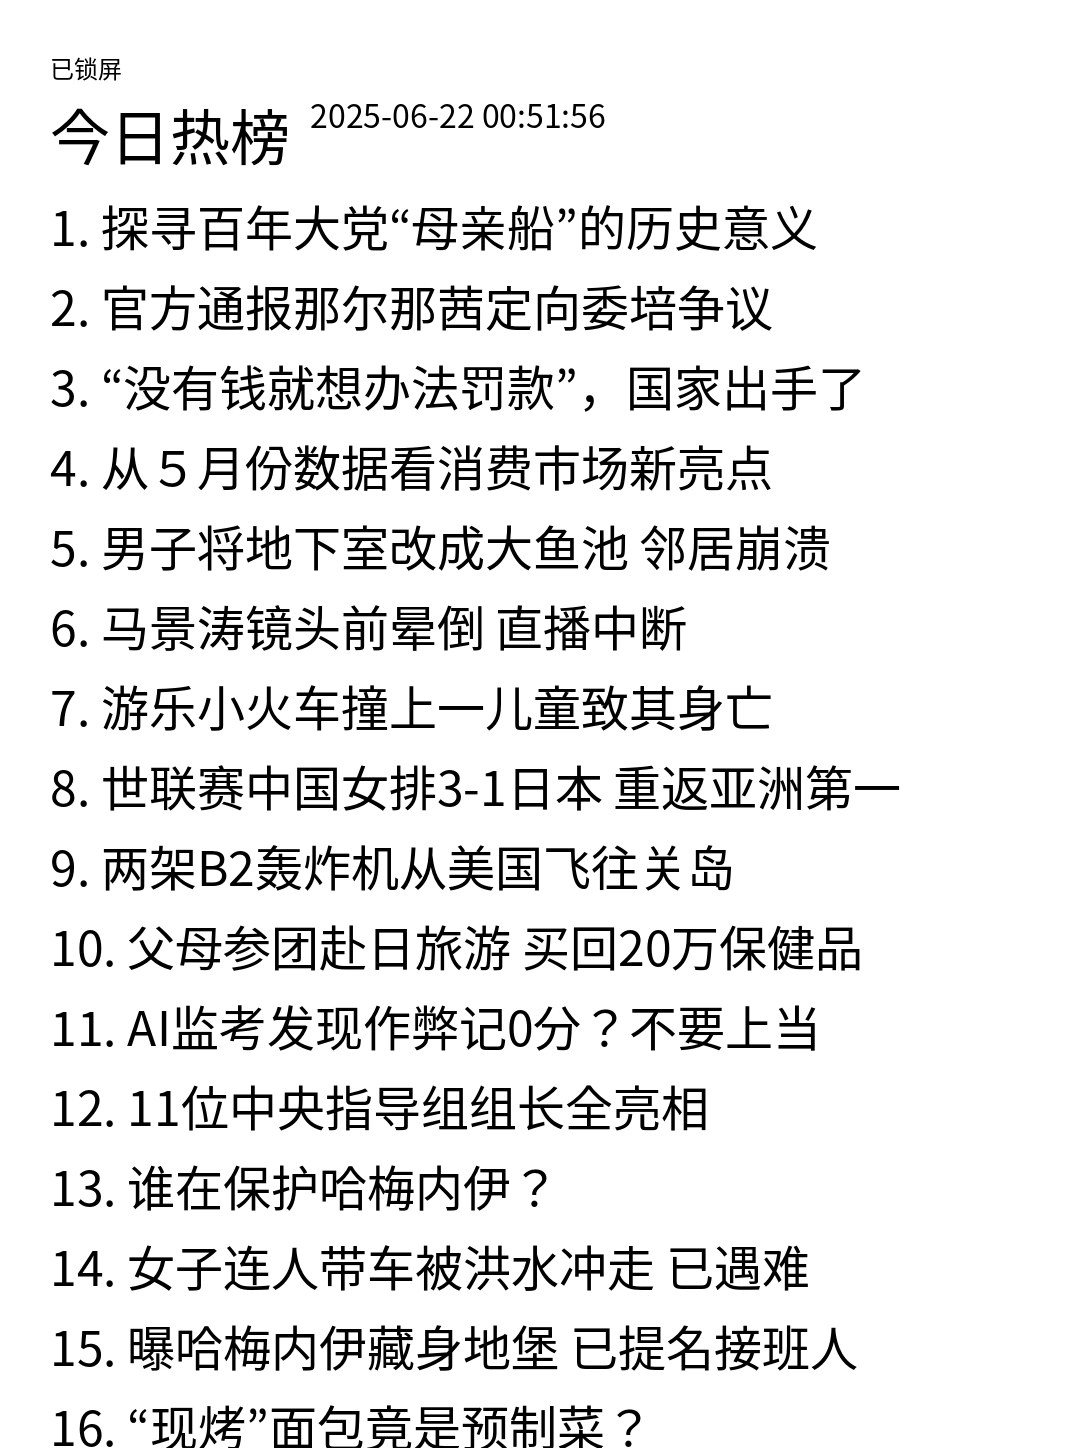 已锁屏
今日热榜 2025-06-22 00:51:56
1. 探寻百年大党“母亲船”的历史意义
2. 官方通报那尔那茜定向委培争议
3. “没有钱就想办法罚款”，国家出手了
4. 从５月份数据看消费市场新亮点
5. 男子将地下室改成大鱼池 邻居崩溃
6. 马景涛镜头前晕倒 直播中断
7. 游乐小火车撞上一儿童致其身亡
8. 世联赛中国女排3-1日本 重返亚洲第一
9. 两架B2轰炸机从美国飞往关岛
10. 父母参团赴日旅游 买回20万保健品
11. AI监考发现作弊记0分？不要上当
12. 11位中央指导组组长全亮相
13. 谁在保护哈梅内伊？
14. 女子连人带车被洪水冲走 已遇难
15. 曝哈梅内伊藏身地堡 已提名接班人
16. “现烤”面包竟是预制菜？